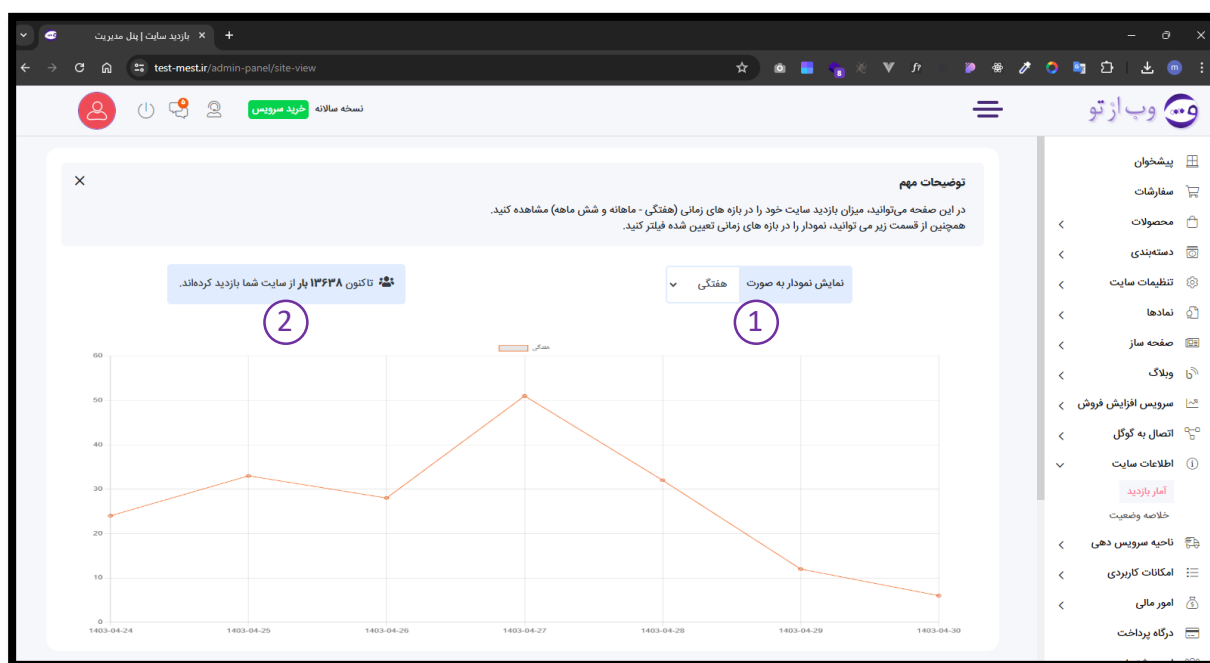 بازدید سایت | پنل مدیریت
test-mest.ir/admin-panel/site-view
وب از تو
نسخه سالانه
خرید سرویس
پیشخوان
سفارشات
محصولات
دسته‌بندی
تنظیمات سایت
نمادها
صفحه ساز
وبلاگ
سرویس افزایش فروش
اتصال به گوگل
اطلاعات سایت
آمار بازدید
خلاصه وضعیت
ناحیه سرویس دهی
امکانات کاربردی
امور مالی
درگاه پرداخت
توضیحات مهم
در این صفحه می‌توانید، میزان بازدید سایت خود را در بازه های زمانی (هفتگی - ماهانه و شش ماهه) مشاهده کنید.
همچنین از قسمت زیر می توانید، نمودار را در بازه های زمانی تعیین شده فیلتر کنید.
نمایش نمودار به صورت
هفتگی
تاکنون ۱۳۶۳۸ بار از سایت شما بازدید کرده‌اند.
1
2
هفتگی
60
50
40
30
20
10
0
1403-04-24
1403-04-25
1403-04-26
1403-04-27
1403-04-28
1403-04-29
1403-04-30